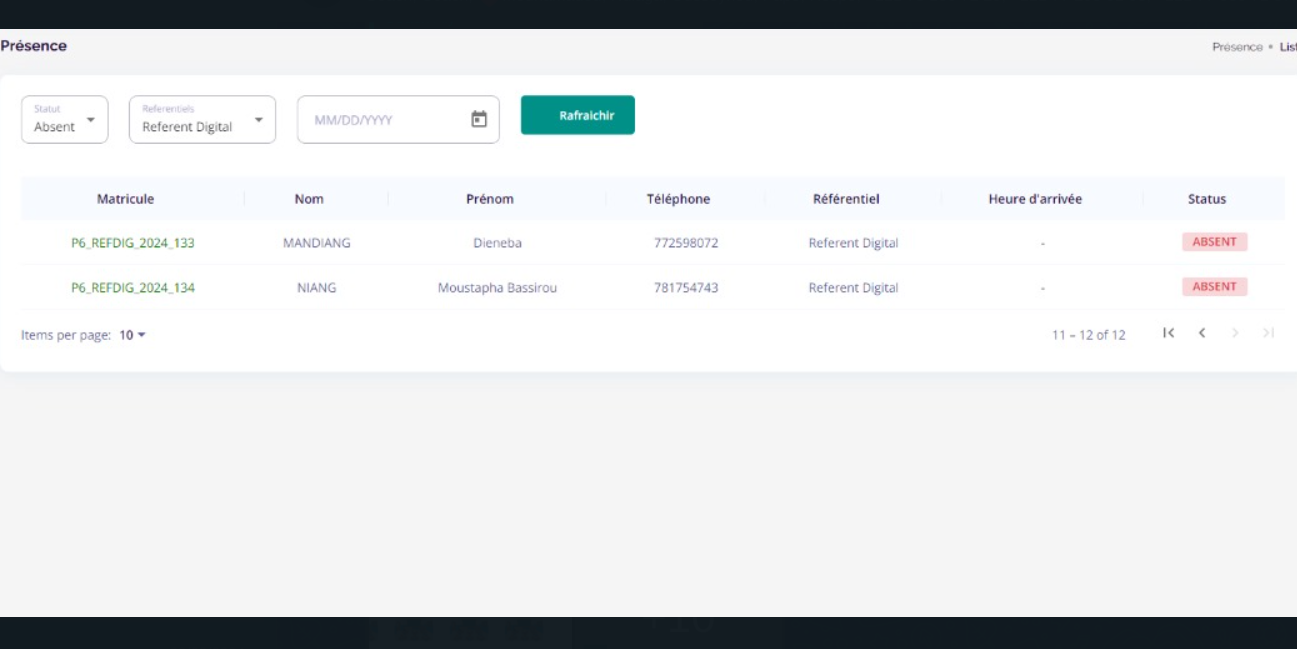 Présence
Présence • List
Statut
Absent
Referentiels
Referent Digital
MM/DD/YYYY
Rafraichir
Matricule Nom Prénom Téléphone Référentiel Heure d'arrivée Status
P6_REFDIG_2024_133 MANDIANG Dieneba 772598072 Referent Digital - ABSENT
P6_REFDIG_2024_134 NIANG Moustapha Bassirou 781754743 Referent Digital - ABSENT
Items per page: 10
11 – 12 of 12